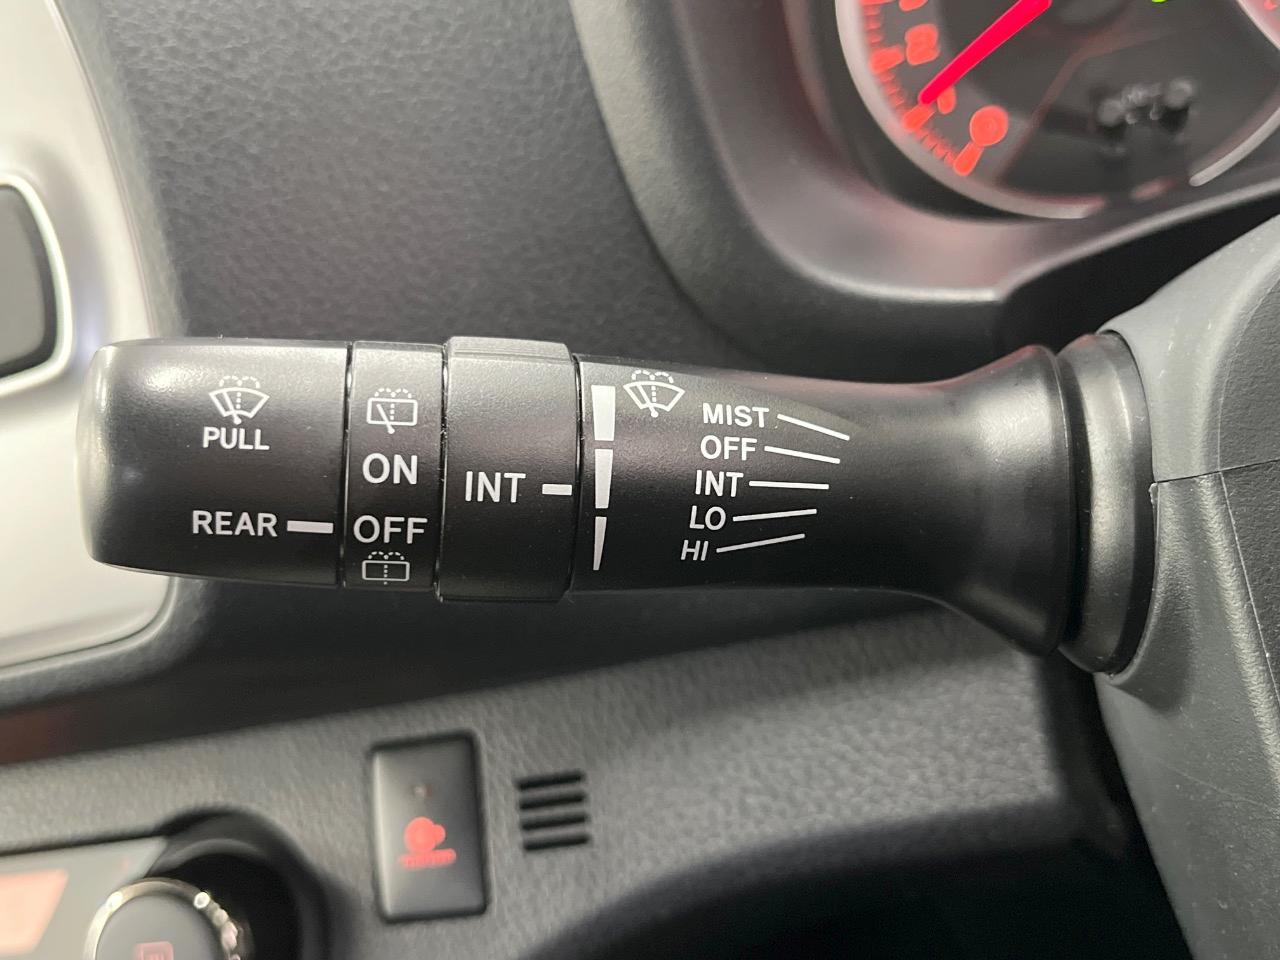 PULL
REAR
ON
OFF
INT
MIST
OFF
INT
LO
HI